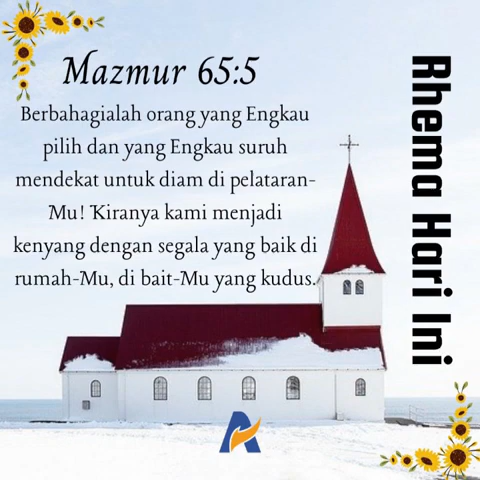 Mazmur 65:5
Berbahagialah orang yang Engkau
pilih dan yang Engkau suruh
mendekat untuk diam di pelataran-
Mu! Kiranya kami menjadi
kenyang dengan segala yang baik di
rumah-Mu, di bait-Mu yang kudus.
Rhema Hari Ini